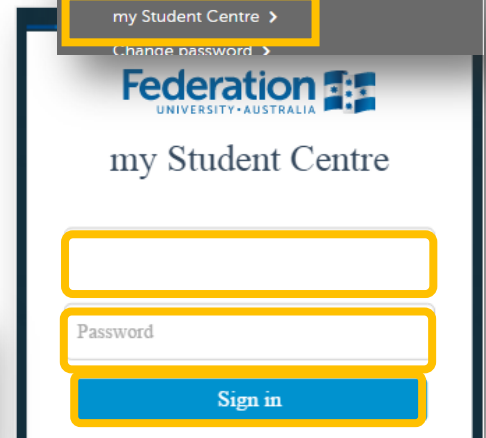 my Student Centre >
Change password >
Federation
UNIVERSITY • AUSTRALIA
my Student Centre
Password
Sign in